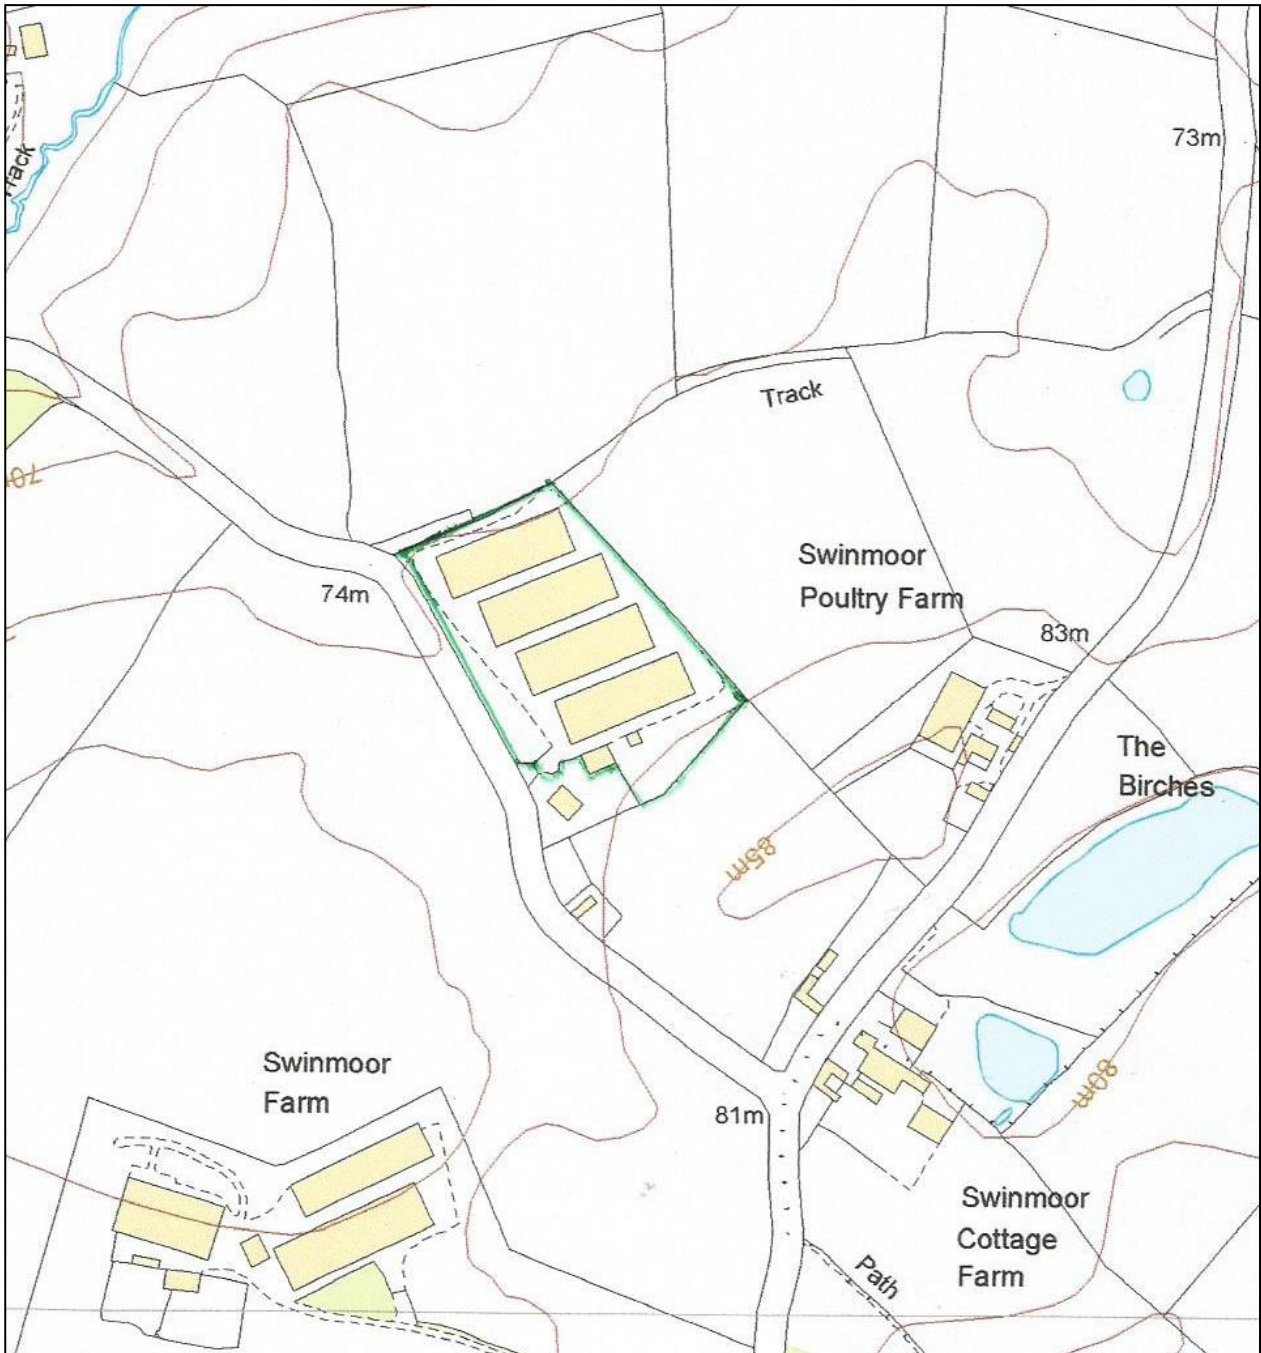 73m
Track
Track
70m
Swinmoor
Poultry Farm
74m
83m
The
Birches
85m
Swinmoor
Farm
80m
81m
Swinmoor
Cottage
Farm
Path